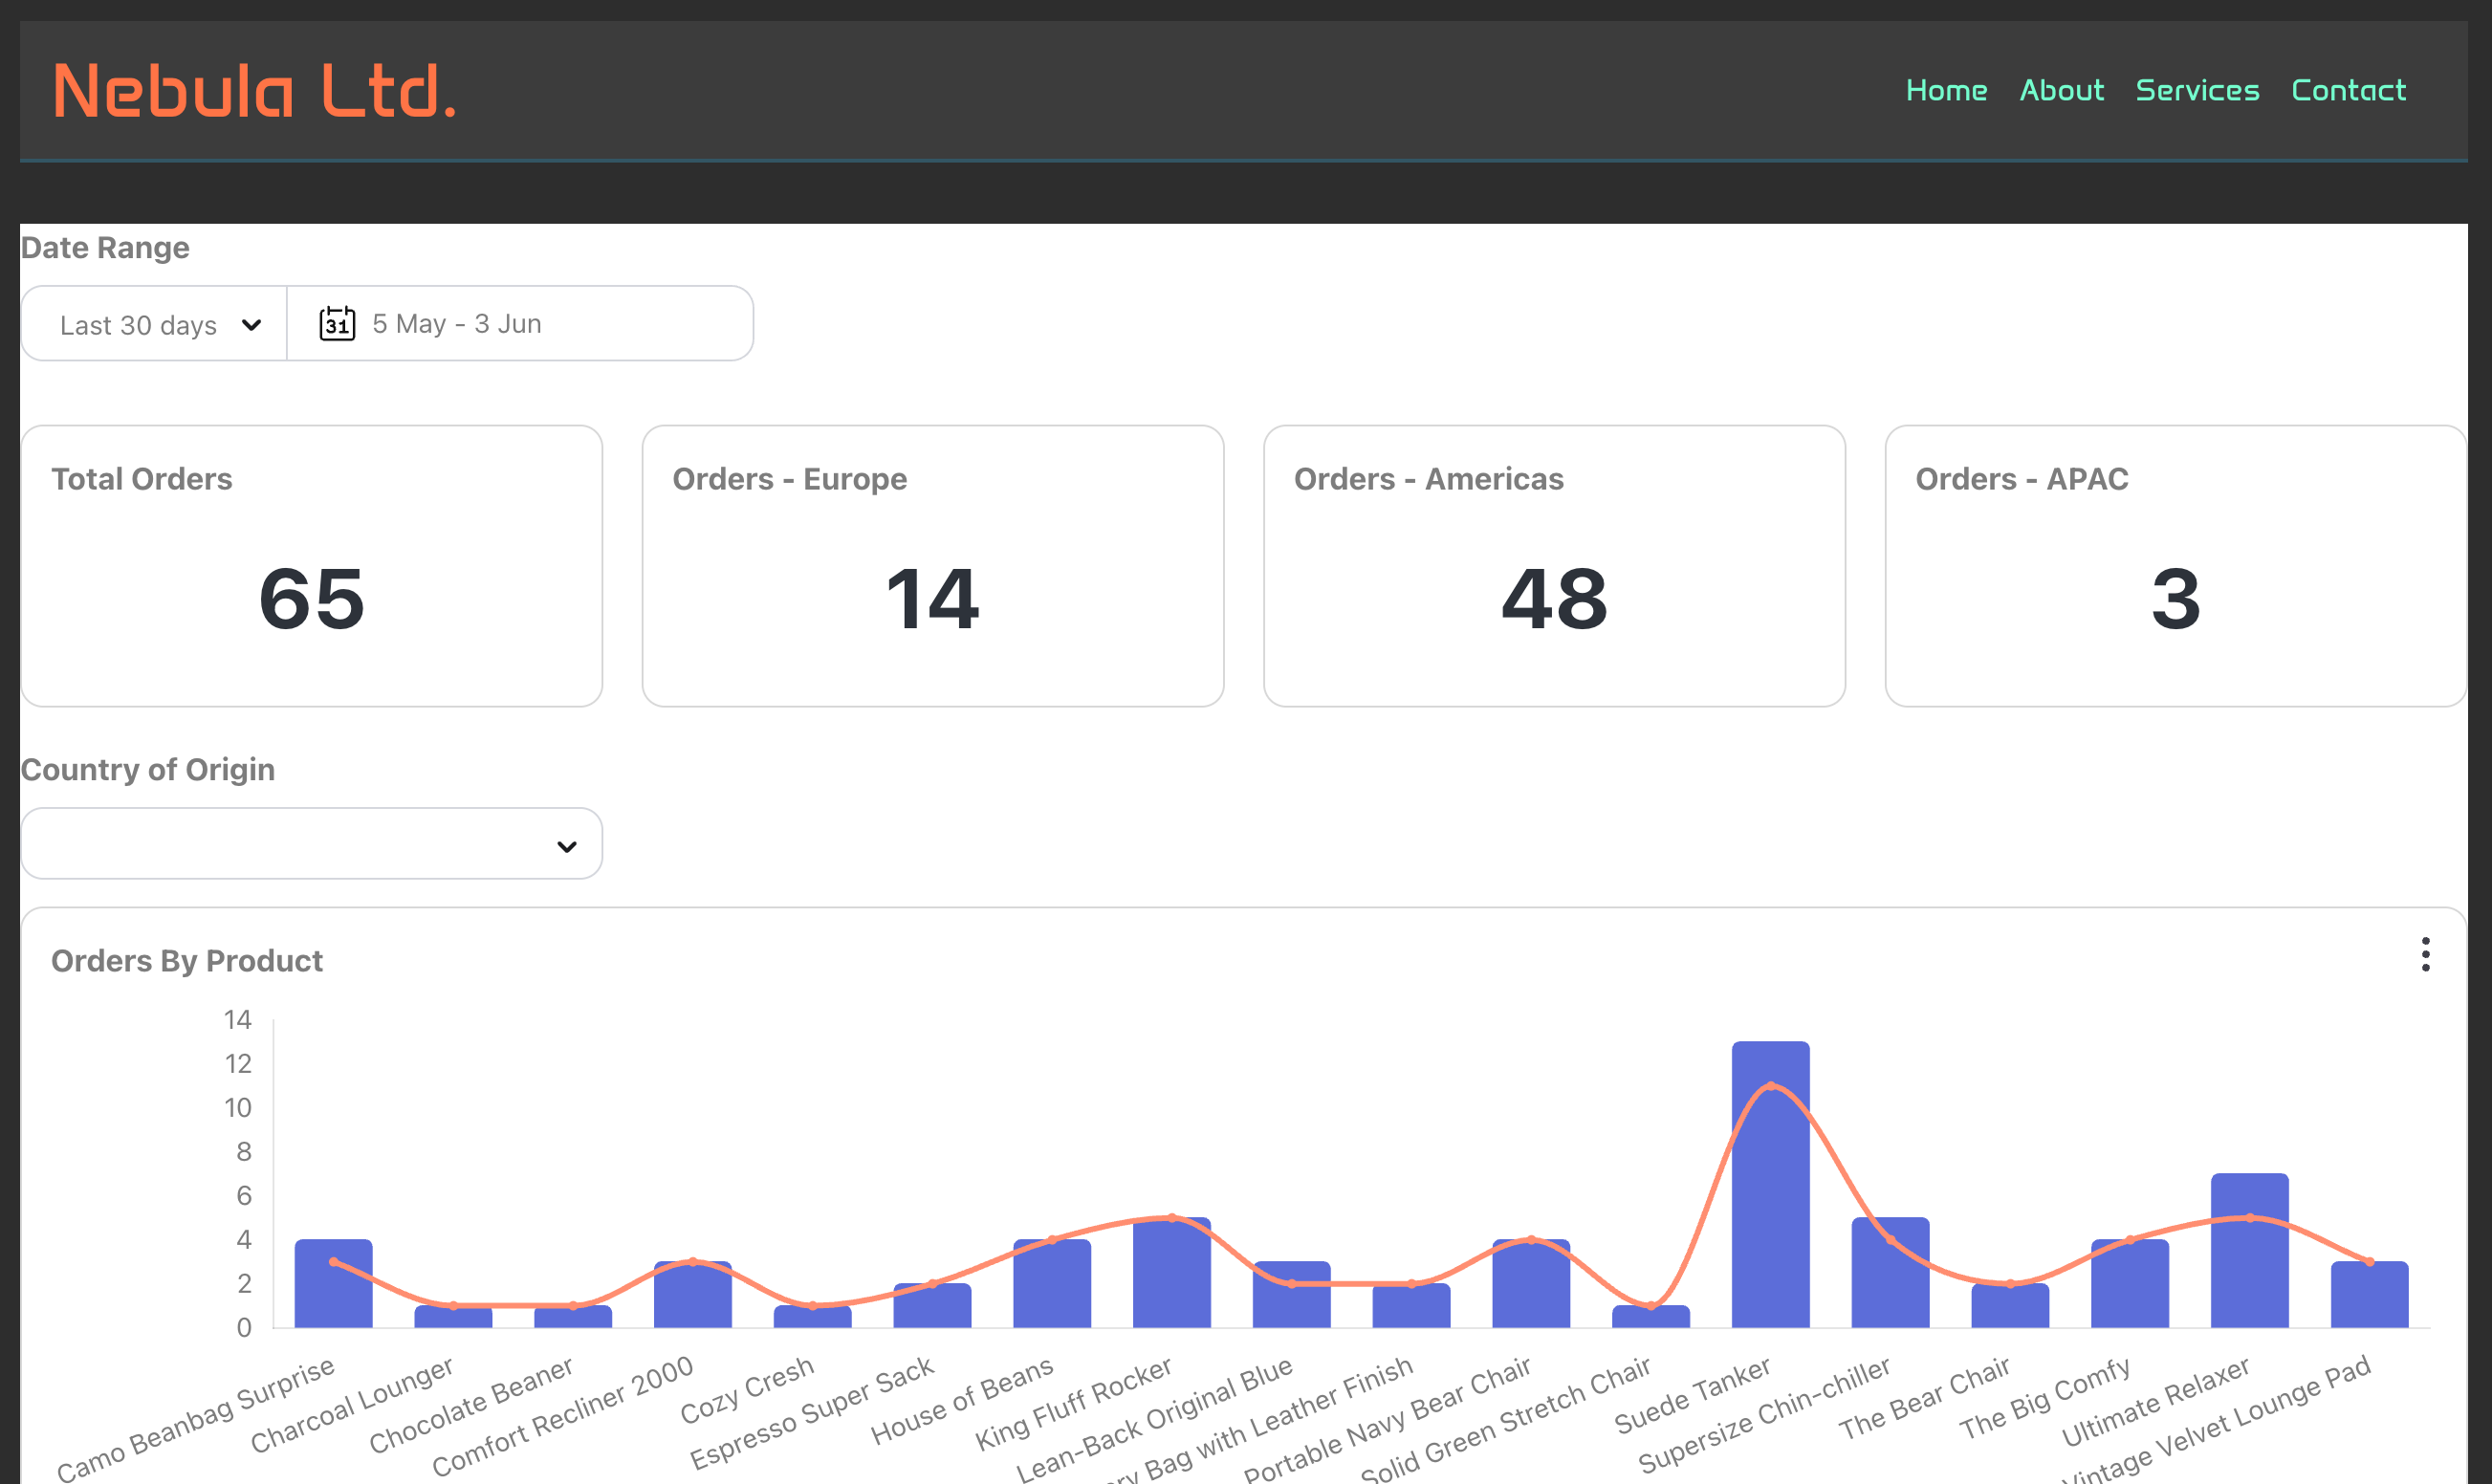 Nebula Ltd.
Home About Services Contact
Date Range
Last 30 days
31
5 May - 3 Jun
Total Orders
65
Orders - Europe
14
Orders - Americas
48
Orders - APAC
3
Country of Origin
Orders By Product
14
12
10
8
6
4
2
0
Camo Beanbag Surprise
Charcoal Lounger
Chocolate Beaner
Comfort Recliner 2000
Cozy Cresh
Espresso Super Sack
House of Beans
King Fluff Rocker
Lean-Back Original Blue
Bag with Leather Finish
Portable Navy Bear Chair
Solid Green Stretch Chair
Suede Tanker
Supersize Chin-chiller
The Bear Chair
The Big Comfy
Ultimate Relaxer
Vintage Velvet Lounge Pad